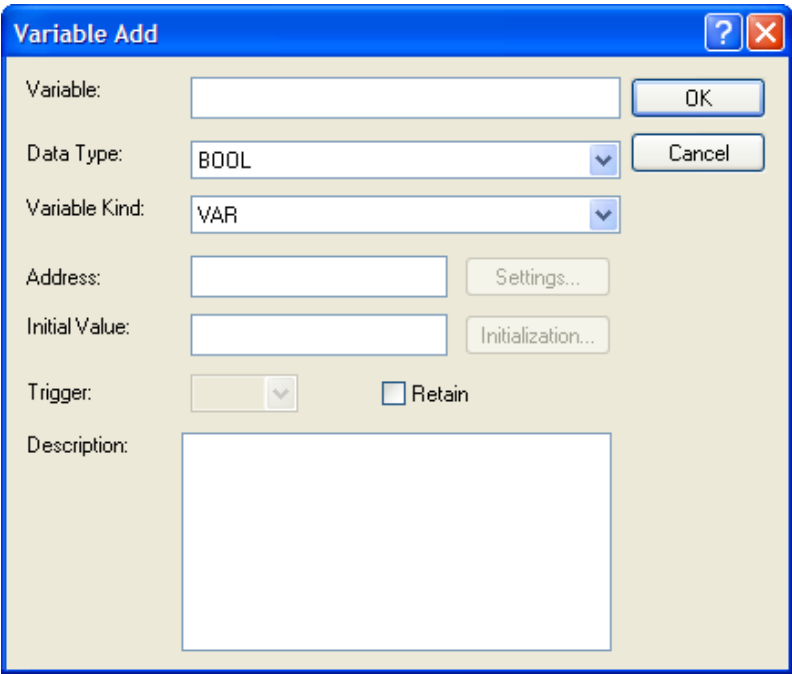 Variable Add
?
Variable:
OK
Data Type:
BOOL
Cancel
Variable Kind:
VAR
Address:
Settings...
Initial Value:
Initialization...
Trigger:
Retain
Description: